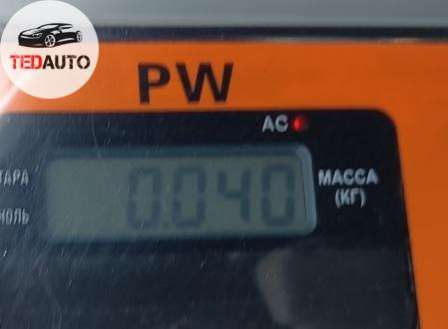 TEDAUTO
PW
AC
ТАРА
НОЛЬ
0.040
МАССА
(КГ)